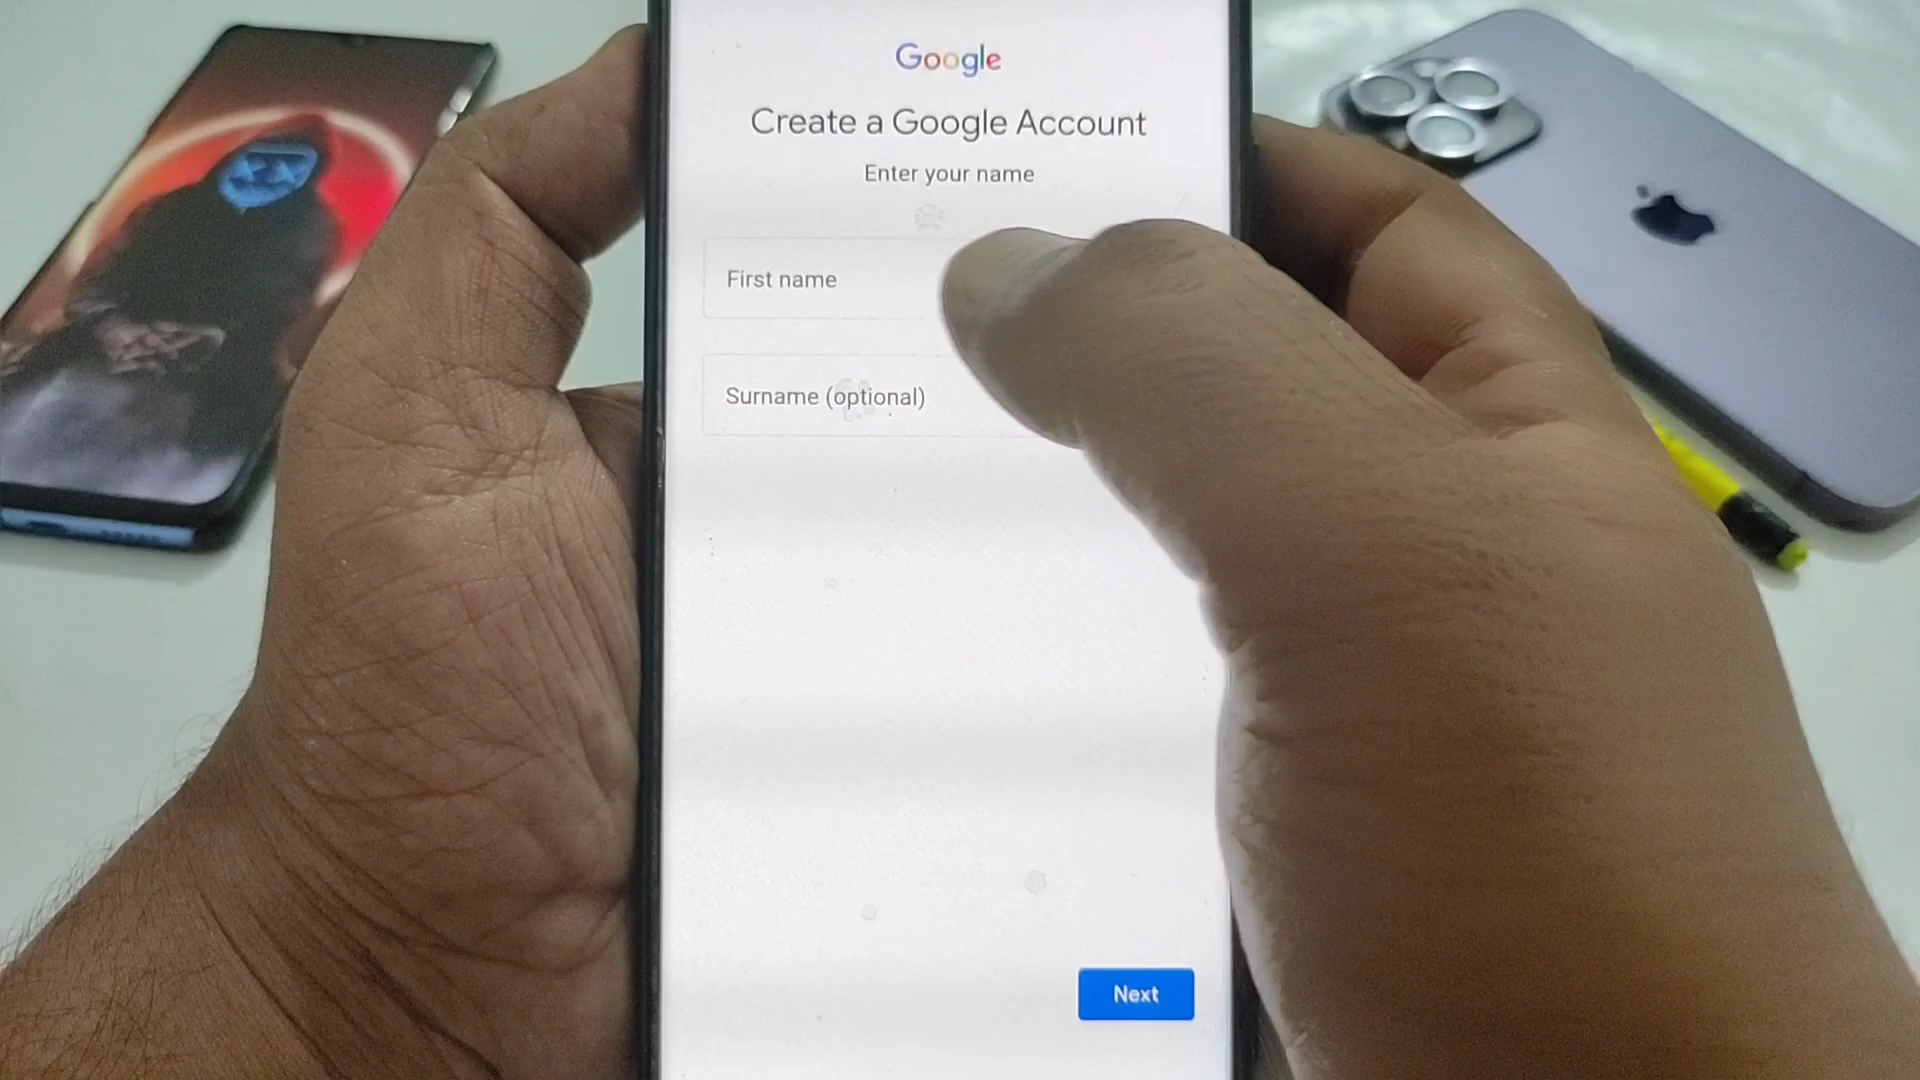 Google
Create a Google Account
Enter your name
First name
Surname (optional)
Next